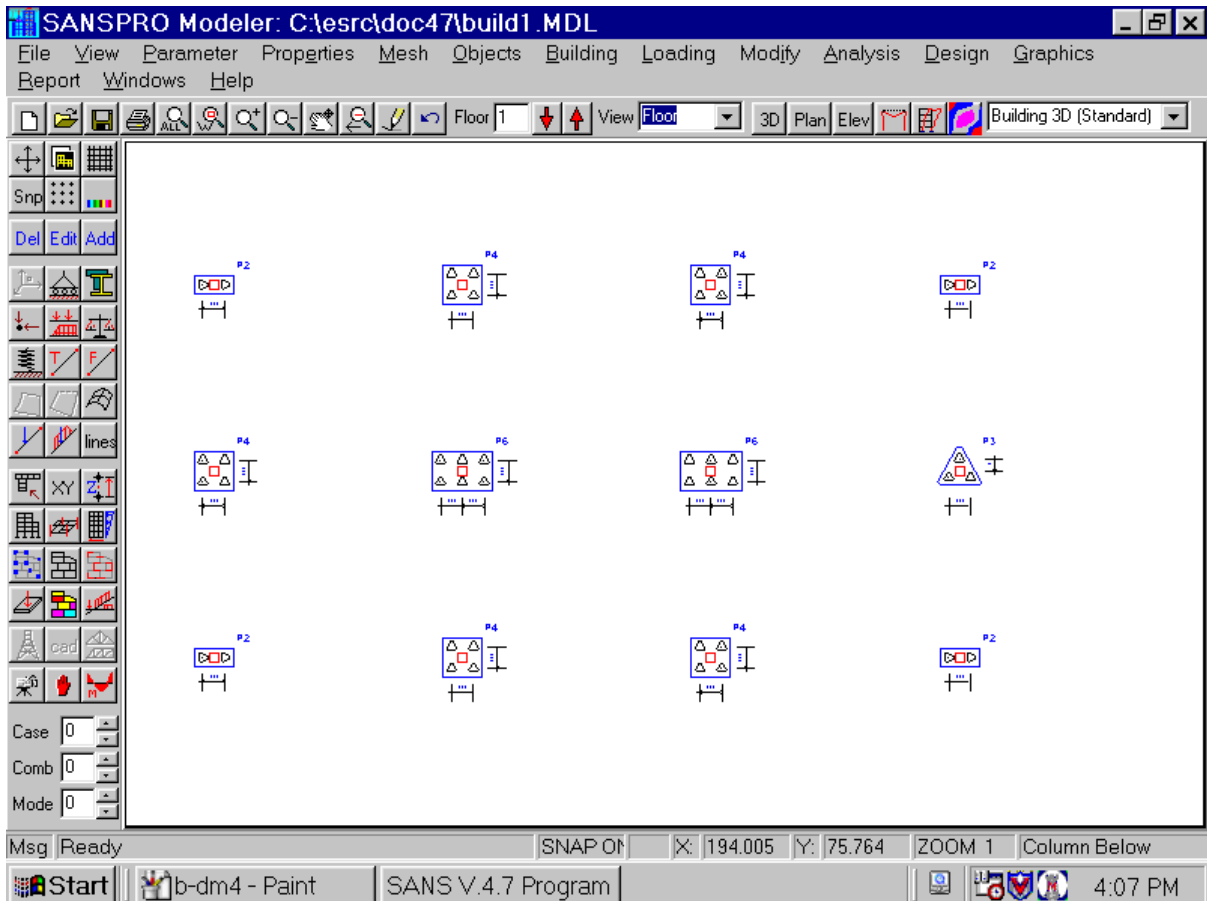 SANSPRO Modeler: C:\esrc\doc47\build1.MDL
File View Parameter Properties Mesh Objects Building Loading Modify Analysis Design Graphics
Report Windows Help
ALL W Floor 1 View Floor 3D Plan Elev Building 3D (Standard)
Snp
Del Edit Add
T F
lines
XY Z
cad
M
Case 0
Comb 0
Mode 0
P2 P4 P4 P2
P4 P6 P6 P3
P2 P4 P4 P2
Msg Ready SNAP ON X: 194.005 Y: 75.764 ZOOM 1 Column Below
Start b-dm4 - Paint SANS V.4.7 Program 4:07 PM